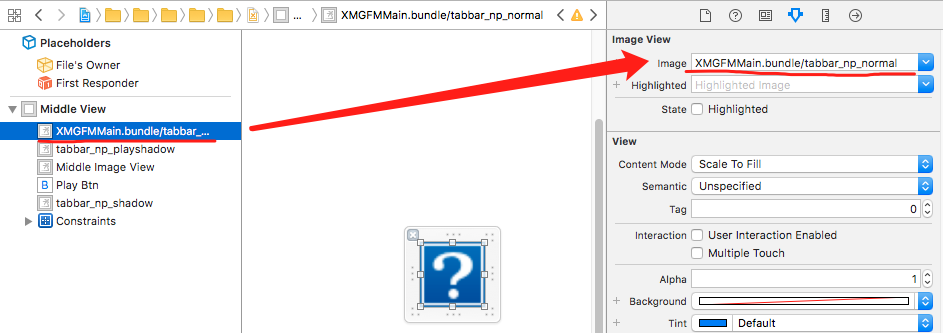 ... XMGFMMain.bundle/tabbar_np_normal
Placeholders
File's Owner
First Responder
Middle View
XMGFMMain.bundle/tabbar_...
tabbar_np_playshadow
Middle Image View
B Play Btn
tabbar_np_shadow
Constraints
?
Image View
Image XMGFMMain.bundle/tabbar_np_normal
+ Highlighted Highlighted Image
State Highlighted
View
Content Mode Scale To Fill
Semantic Unspecified
Tag 0
Interaction User Interaction Enabled
Multiple Touch
Alpha 1
+ Background
+ Tint Default